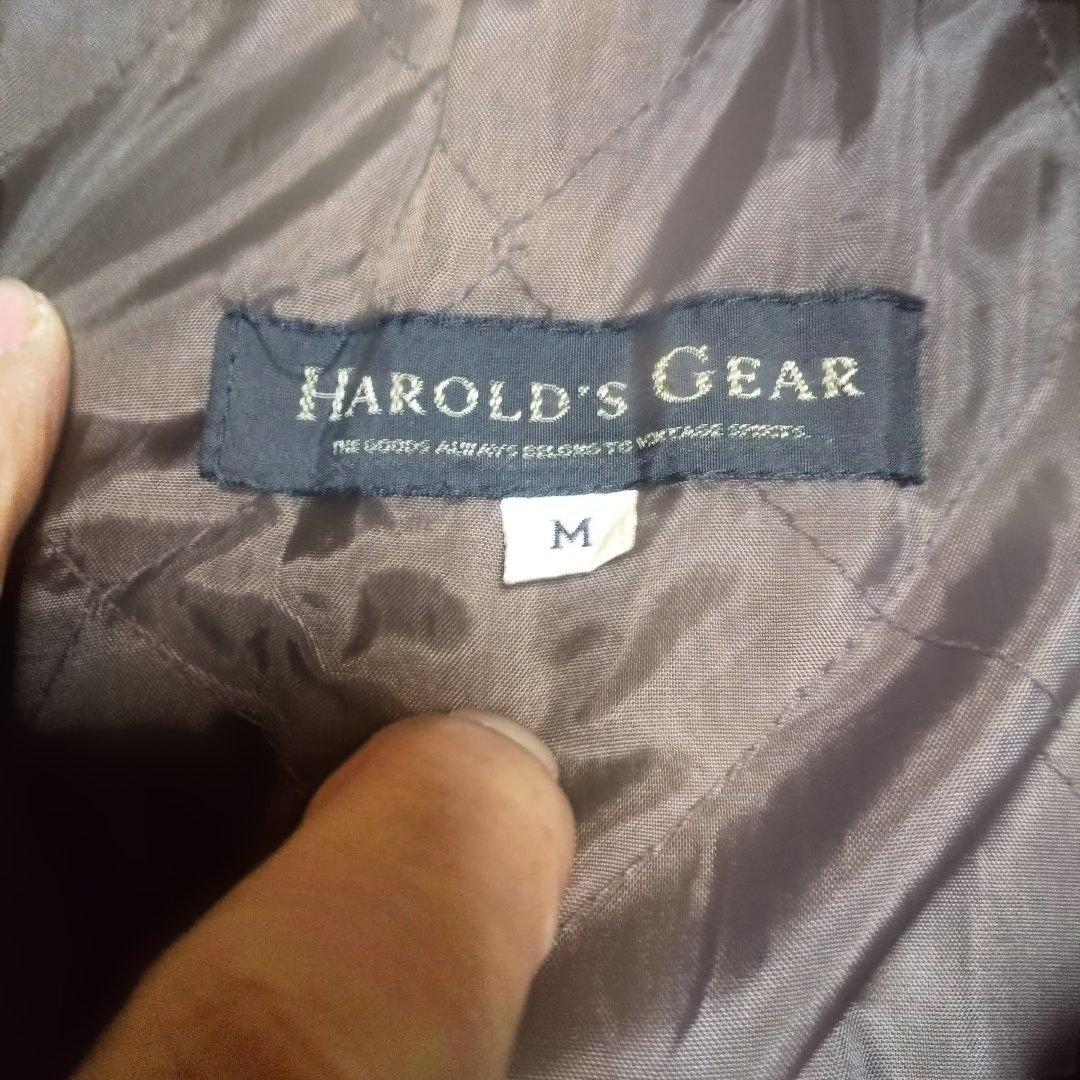 HAROLD'S GEAR
THE GOODS ALWAYS BELONG TO VINTAGE SPIRITS.
M